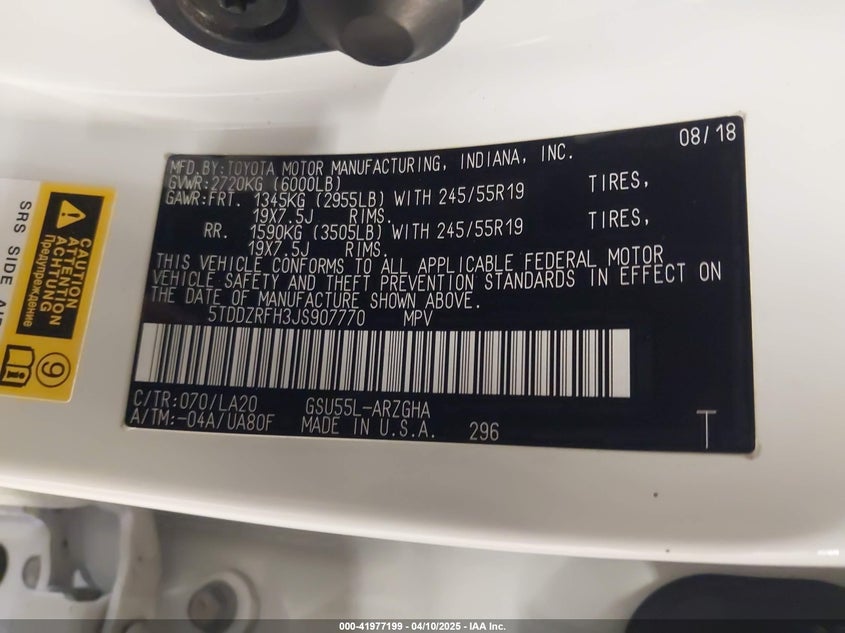 08/18
MFD.BY:TOYOTA MOTOR MANUFACTURING, INDIANA, INC.
GVWR:2720KG (6000LB)
GAWR:FRT. 1345KG (2955LB) WITH 245/55R19 TIRES,
19X7.5J RIMS.
RR. 1590KG (3505LB) WITH 245/55R19 TIRES,
19X7.5J RIMS.
THIS VEHICLE CONFORMS TO ALL APPLICABLE FEDERAL MOTOR
VEHICLE SAFETY AND THEFT PREVENTION STANDARDS IN EFFECT ON
THE DATE OF MANUFACTURE SHOWN ABOVE.
5TDDZRFH3JS907770 MPV
C/TR:070/LA20 GSU55L-ARZGHA
A/TM:-04A/UA80F MADE IN U.S.A. 296
T
CAUTION
ATTENTION
ACHTUNG
Предупреждение
9
SRS SIDE
000-41977199 - 04/10/2025 - IAA Inc.